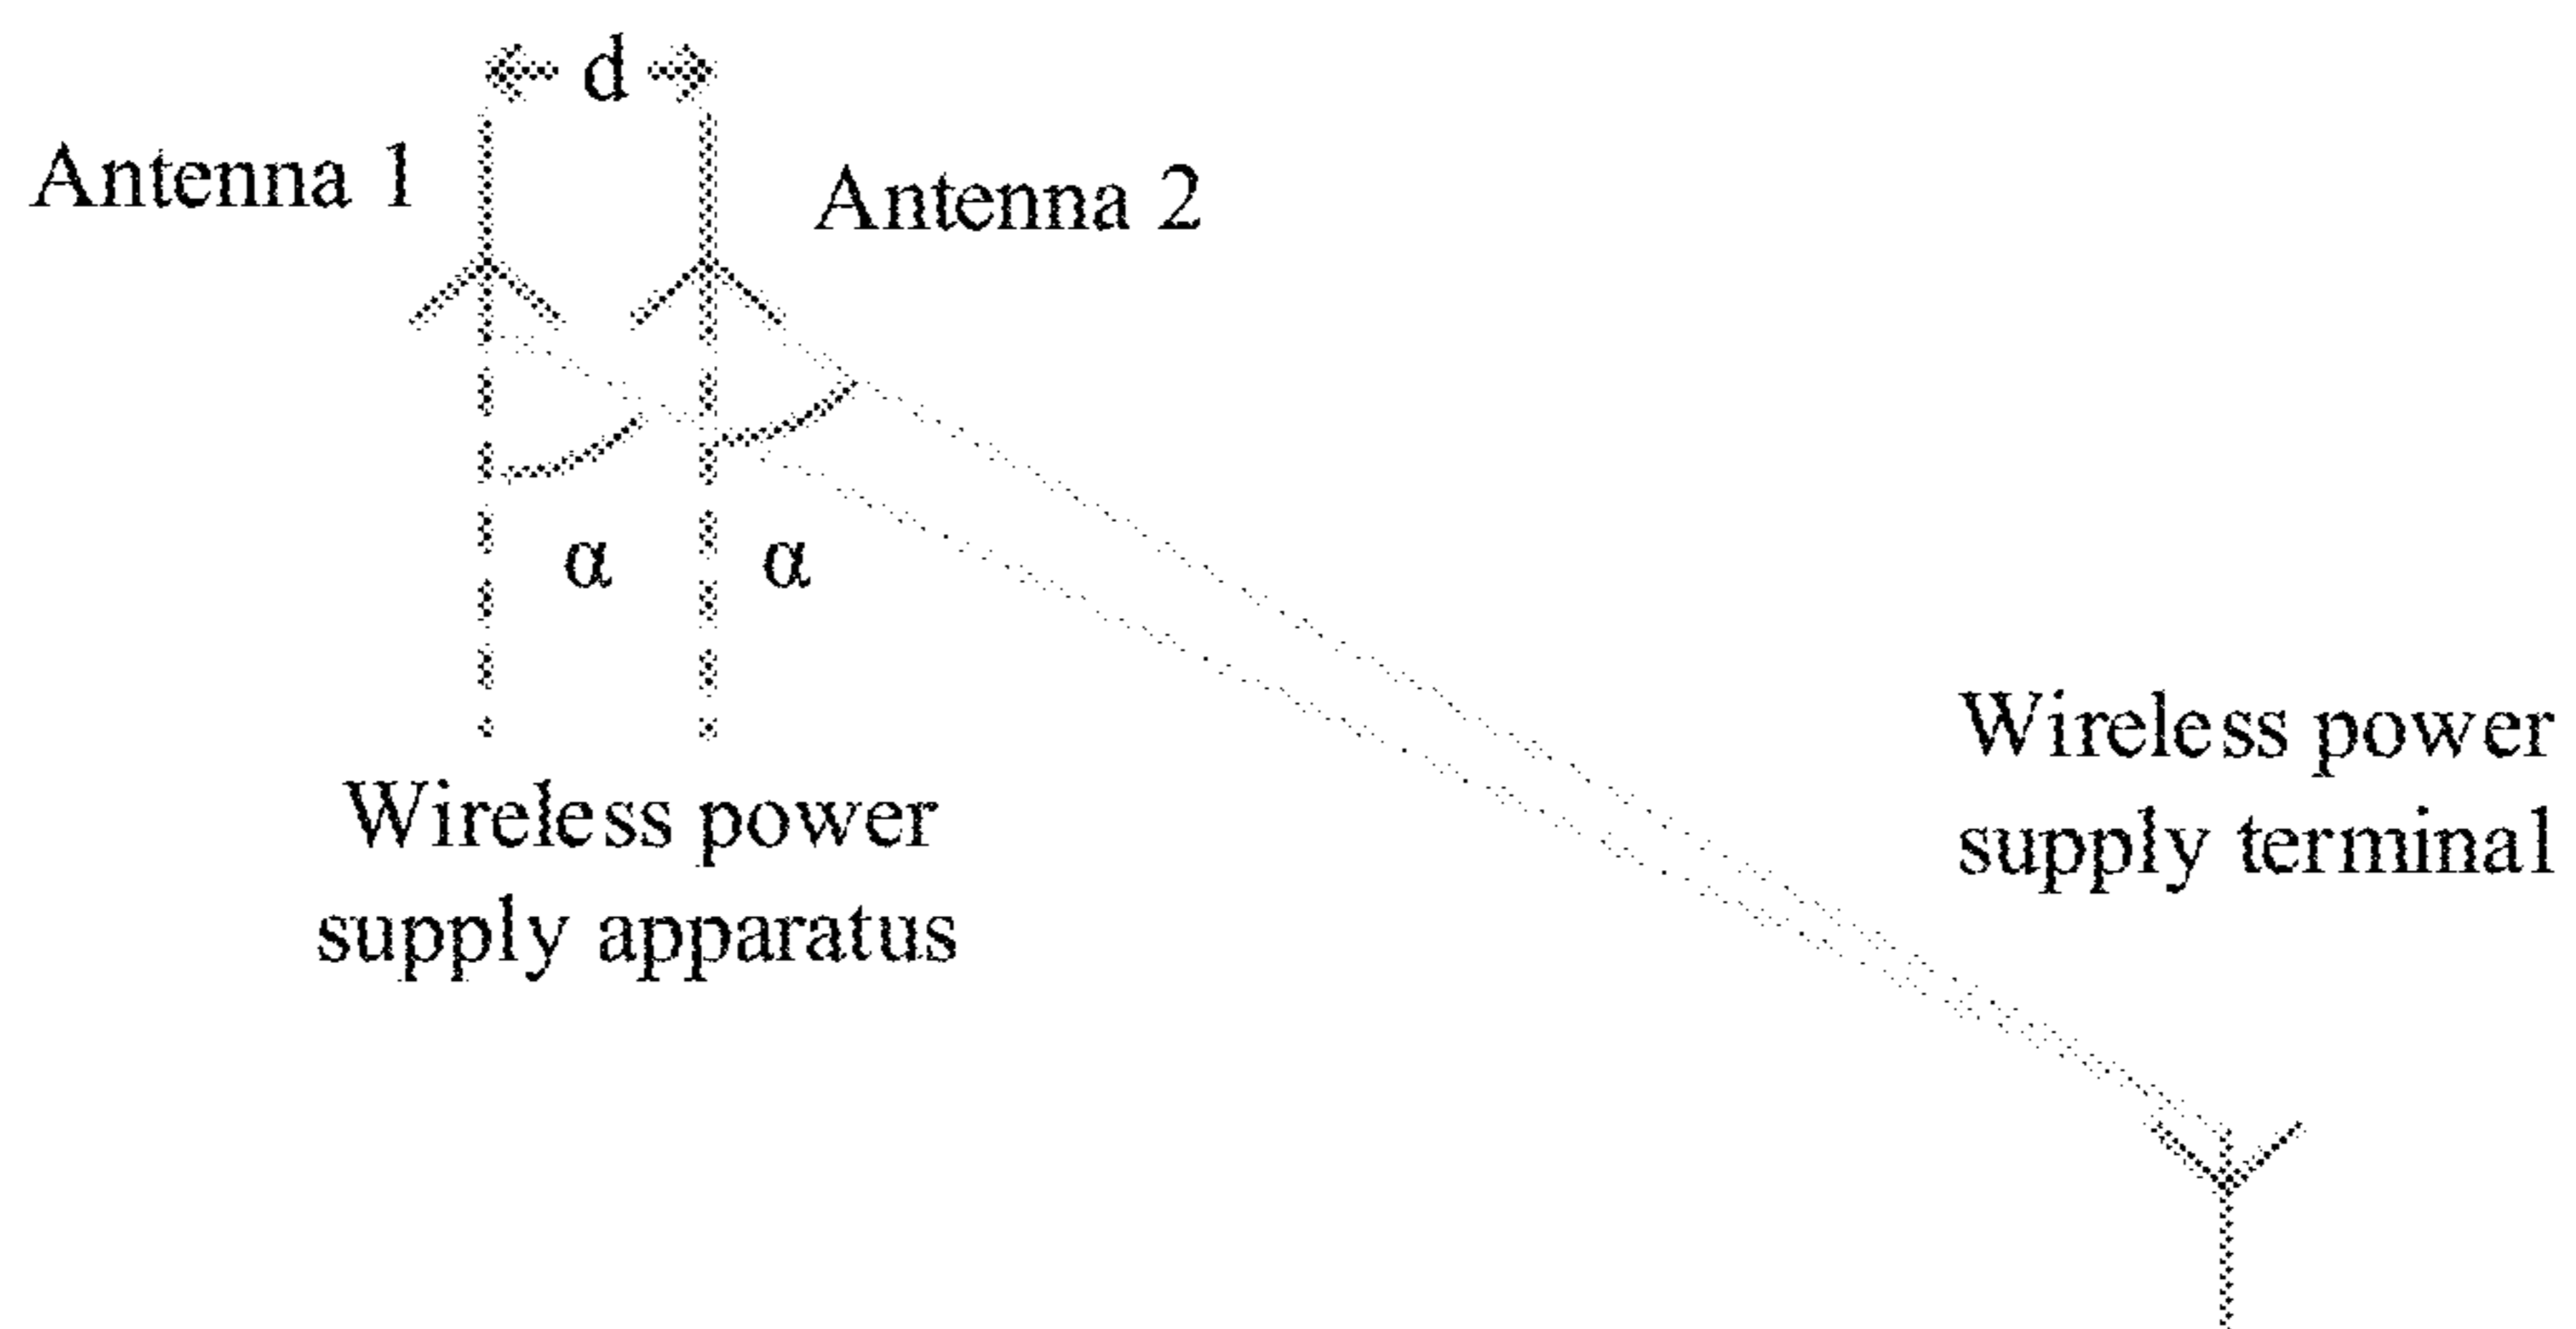 d
Antenna 1
Antenna 2
α
α
Wireless power
supply apparatus
Wireless power
supply terminal